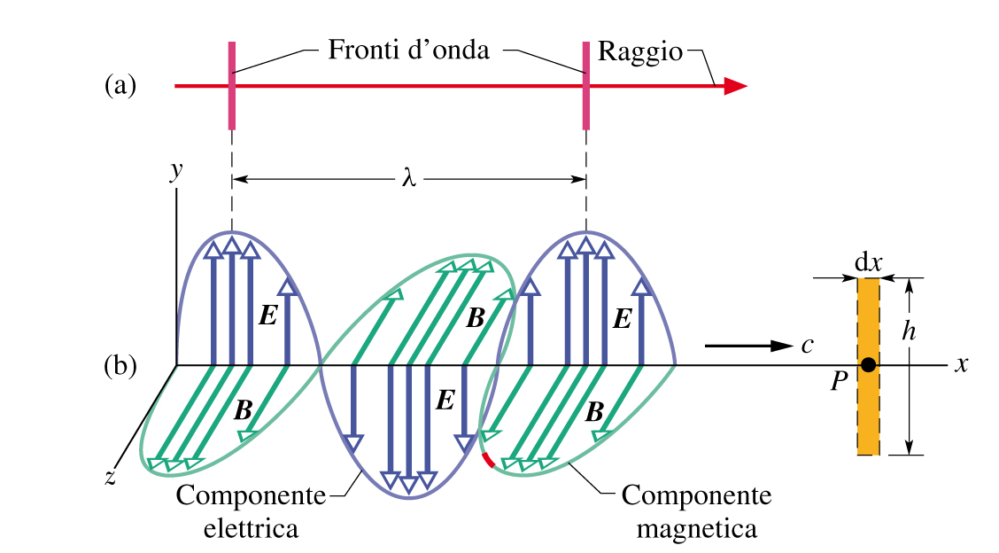 Fronti d'onda
Raggio
(a)
y
λ
dx
E
B
E
h
c
(b)
x
P
B
E
B
z
Componente
elettrica
Componente
magnetica